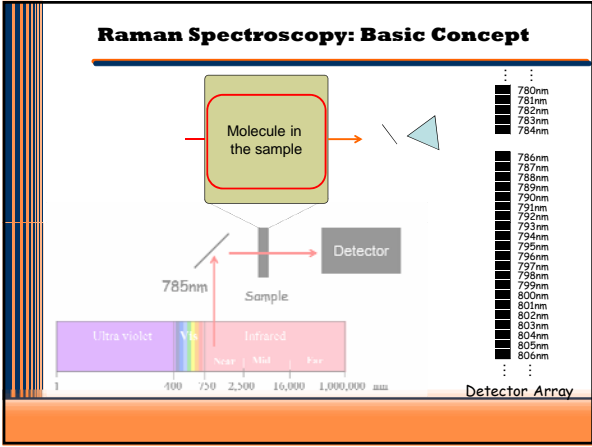 Raman Spectroscopy: Basic Concept
Molecule in
the sample
⋮ ⋮
780nm
781nm
782nm
783nm
784nm
786nm
787nm
788nm
789nm
790nm
791nm
792nm
793nm
794nm
795nm
796nm
797nm
798nm
799nm
800nm
801nm
802nm
803nm
804nm
805nm
806nm
⋮ ⋮
Detector Array
Detector
785nm
Sample
Ultra violet Vis Infrared
Near Mid Far
1 400 750 2,500 16,000 1,000,000 nm